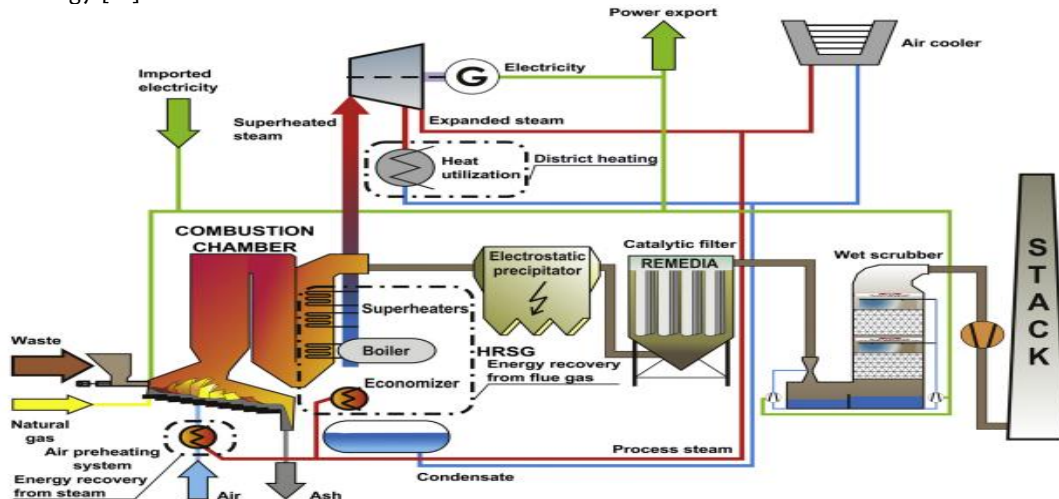 Power export
Air cooler
Imported
electricity
G
Electricity
Superheated
steam
Expanded steam
Heat
utilization
District heating
COMBUSTION
CHAMBER
Electrostatic
precipitator
Catalytic filter
REMEDIA
Wet scrubber
STACK
Superheaters
Waste
Boiler
HRSG
Energy recovery
from flue gas
Economizer
Natural
gas
Air preheating
system
Energy recovery
from steam
Process steam
Condensate
Air
Ash